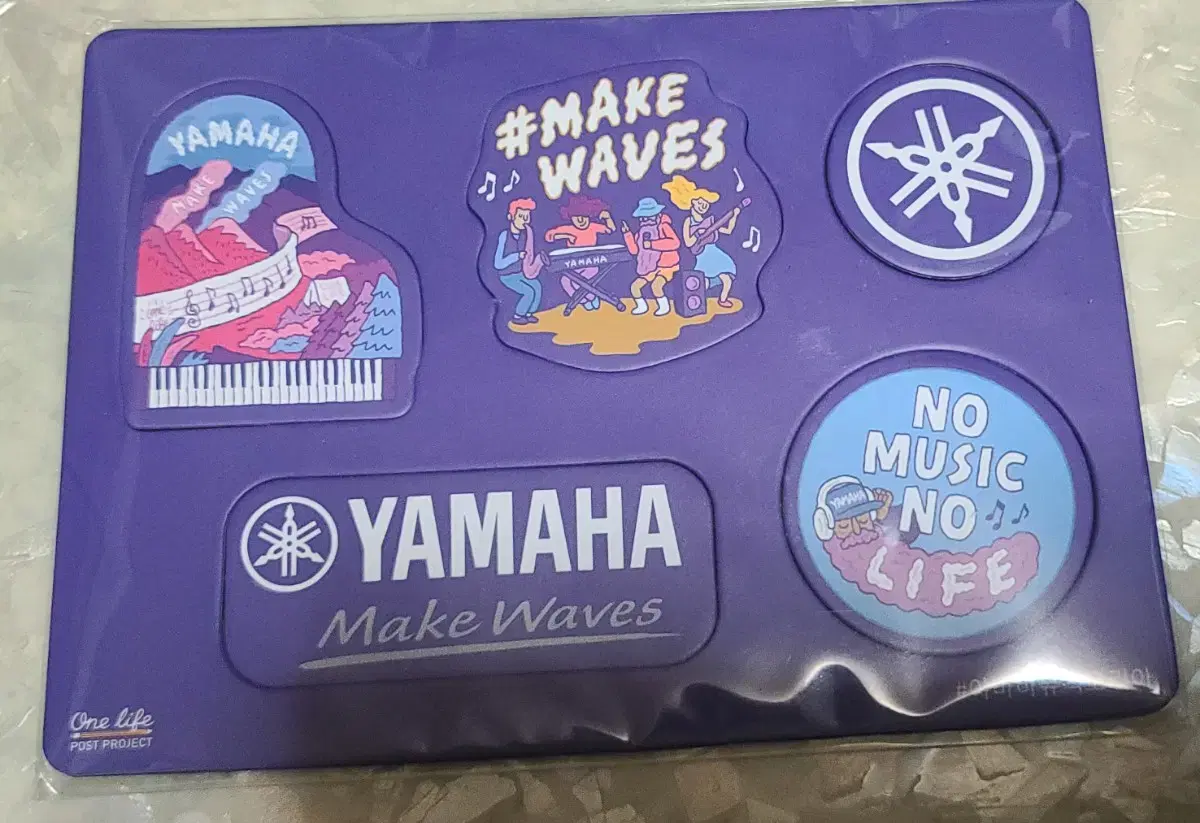 YAMAHA
MAKE
WAVES
#MAKE
WAVES
YAMAHA
NO
MUSIC
NO
LIFE
YAMAHA
YAMAHA
Make Waves
One life
POST PROJECT